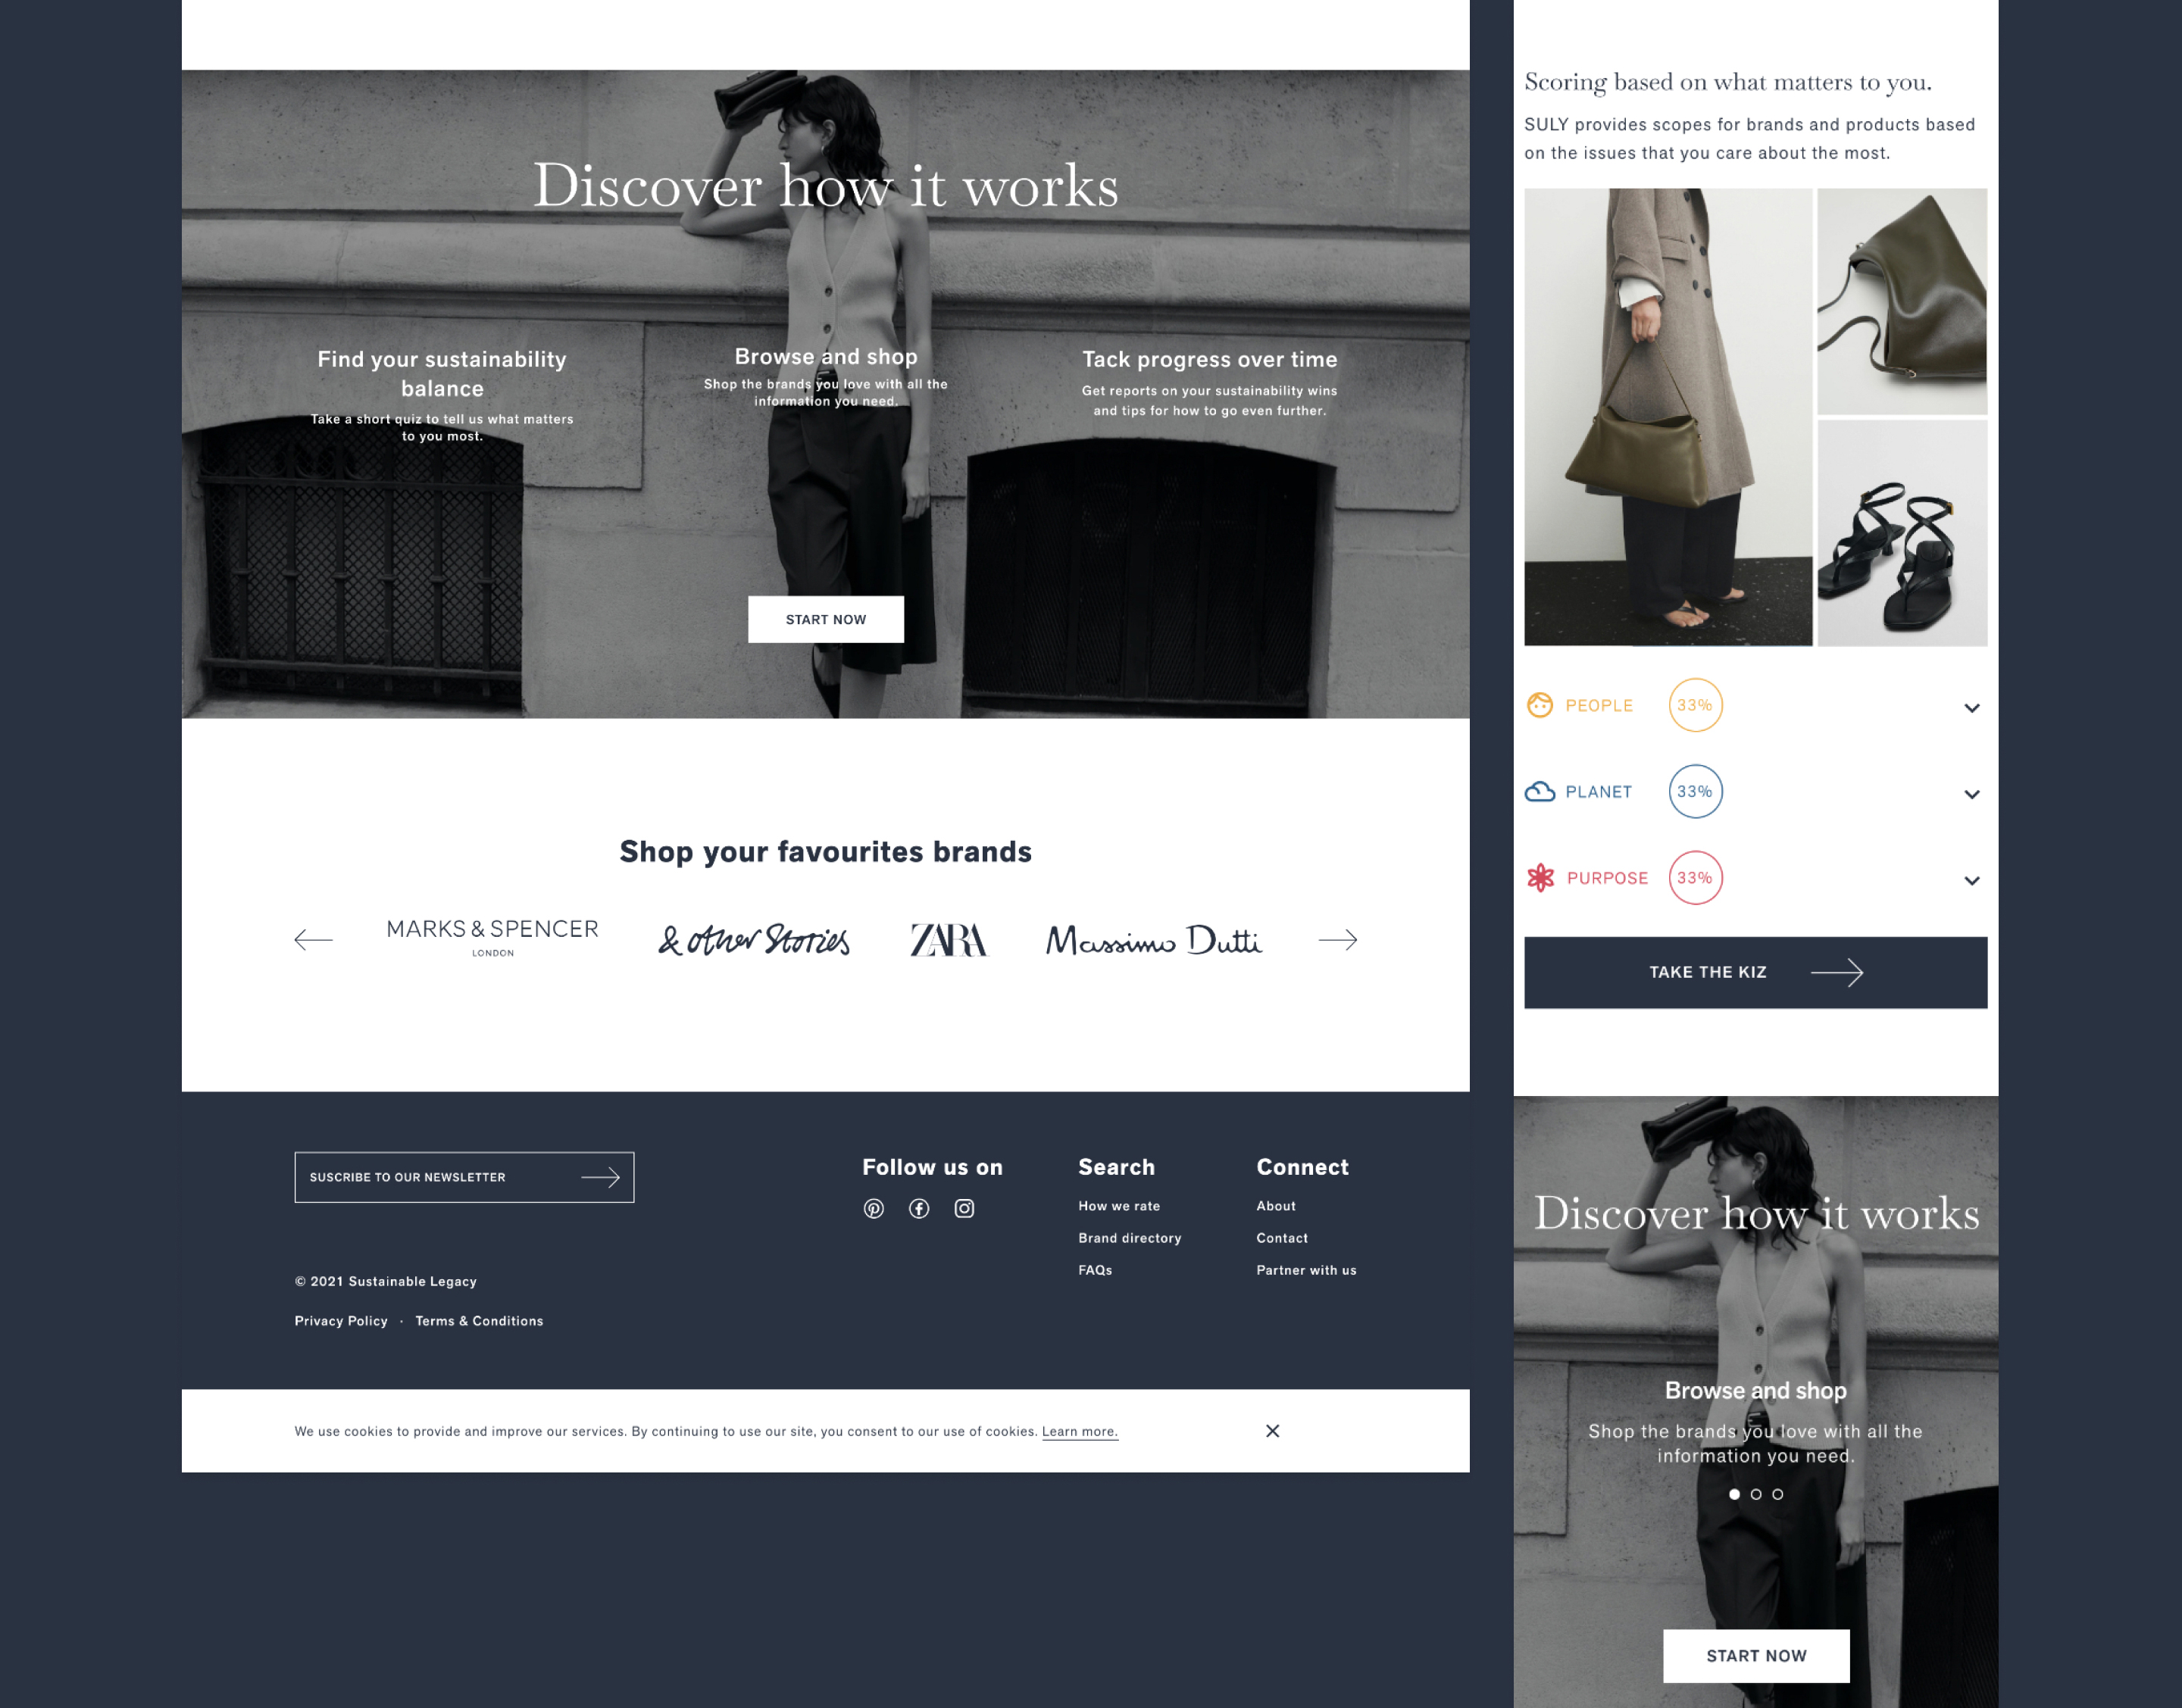 Discover how it works
Find your sustainability
balance
Take a short quiz to tell us what matters
to you most.
Browse and shop
Shop the brands you love with all the
information you need.
Tack progress over time
Get reports on your sustainability wins
and tips for how to go even further.
START NOW
Shop your favourites brands
MARKS & SPENCER
LONDON
& other Stories
ZARA
Massimo Dutti
SUSCRIBE TO OUR NEWSLETTER
© 2021 Sustainable Legacy
Privacy Policy · Terms & Conditions
Follow us on
Search
How we rate
Brand directory
FAQs
Connect
About
Contact
Partner with us
We use cookies to provide and improve our services. By continuing to use our site, you consent to our use of cookies. Learn more.
Scoring based on what matters to you.
SULY provides scopes for brands and products based
on the issues that you care about the most.
PEOPLE 33%
PLANET 33%
PURPOSE 33%
TAKE THE KIZ
Discover how it works
Browse and shop
Shop the brands you love with all the
information you need.
START NOW